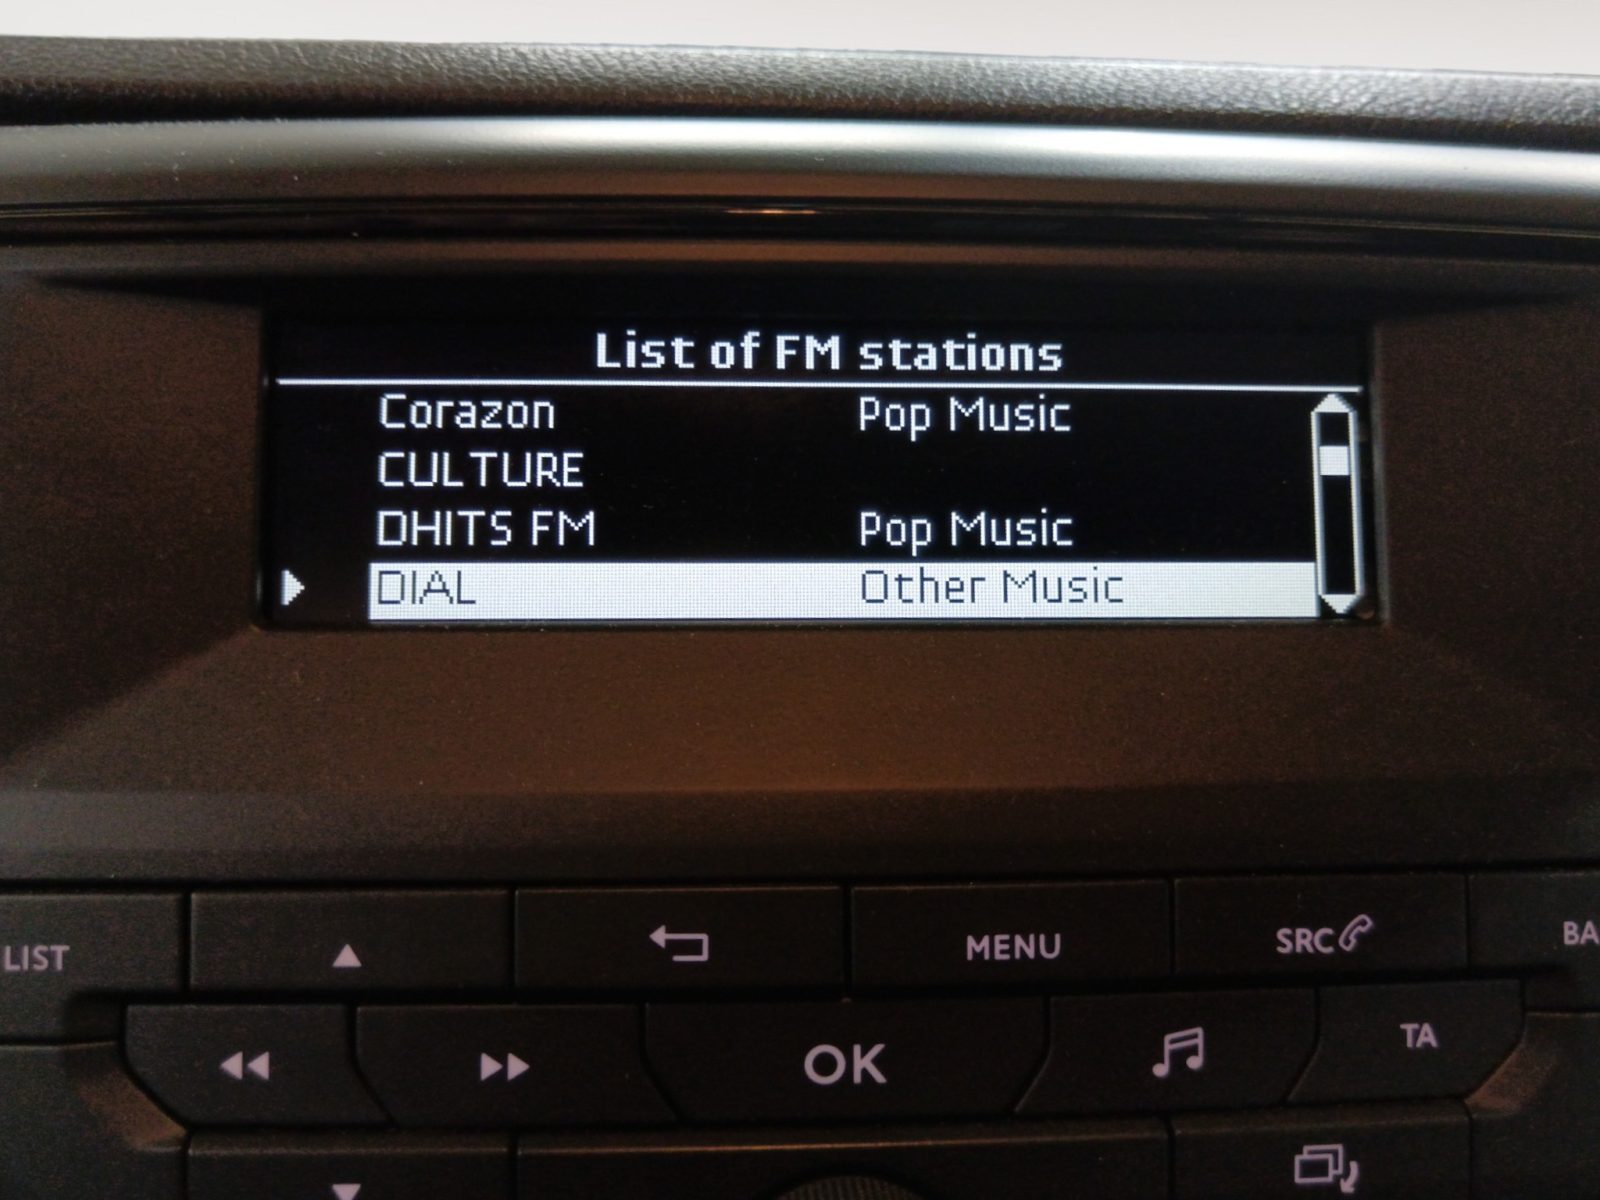 List of FM stations
Corazon Pop Music
CULTURE
DHITS FM Pop Music
DIAL Other Music
LIST MENU SRC BA
OK TA